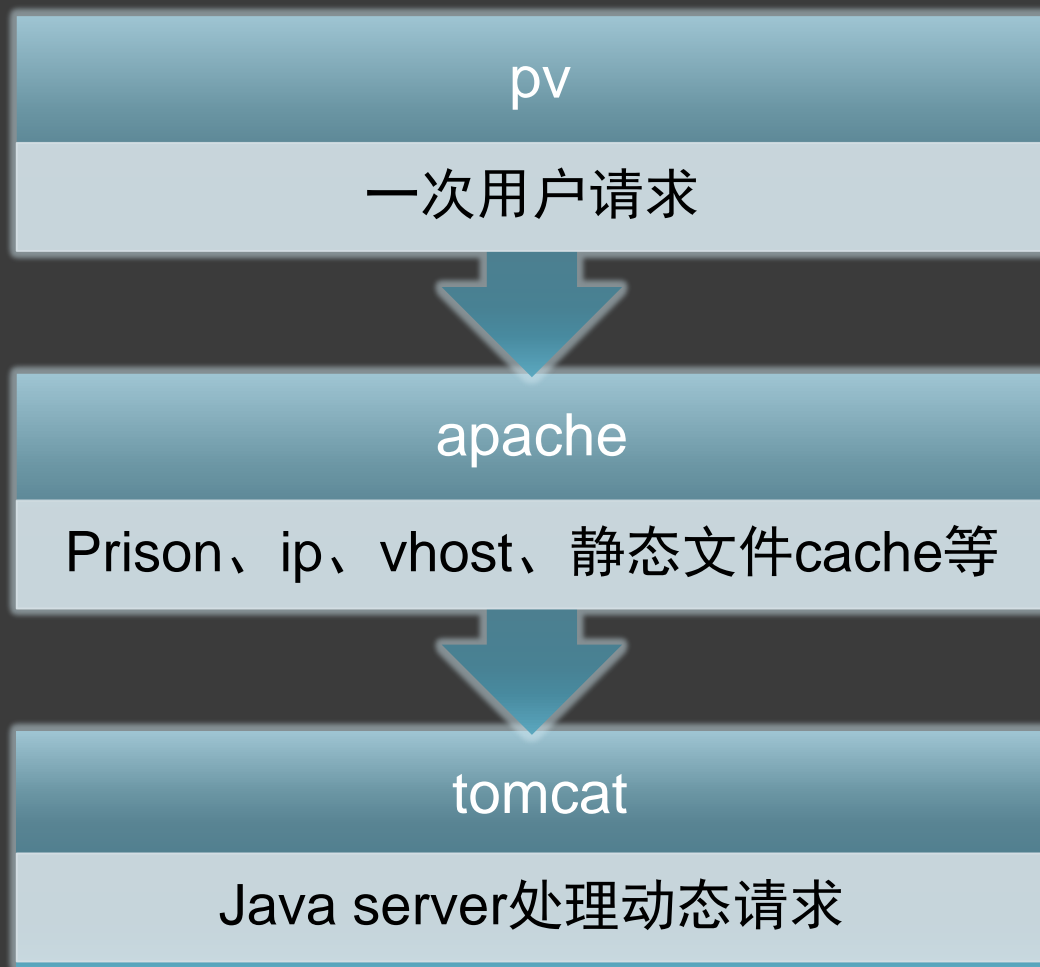 pv
一次用户请求
apache
Prison、ip、vhost、静态文件cache等
tomcat
Java server处理动态请求